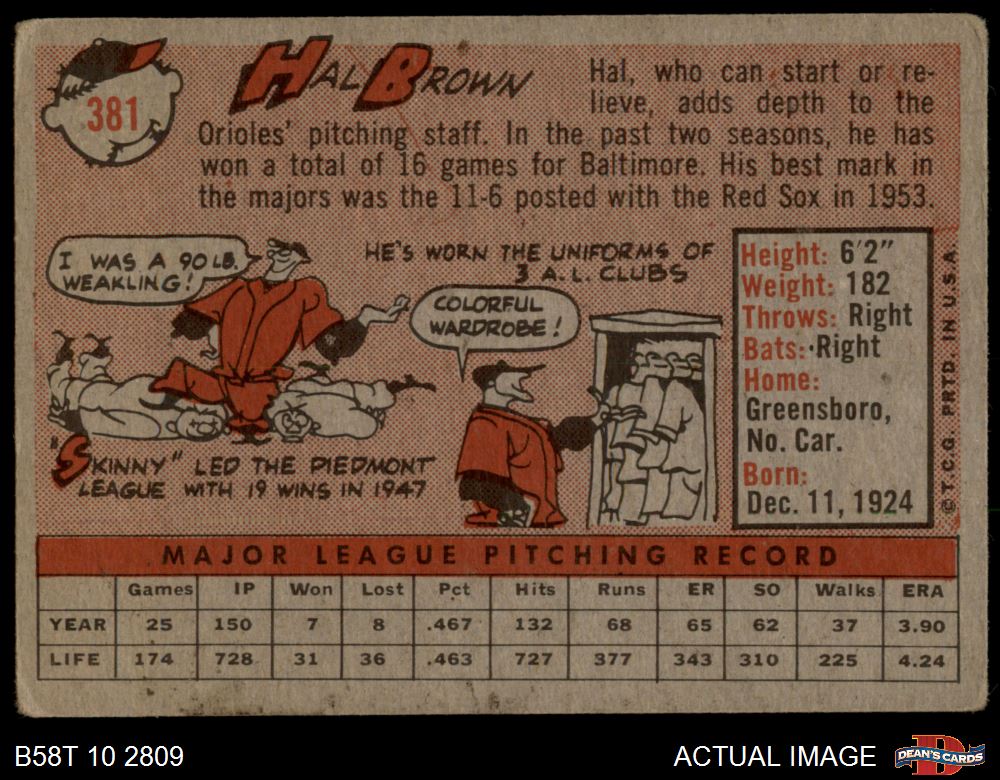 381
HAL BROWN
Hal, who can start or re-
lieve, adds depth to the
Orioles' pitching staff. In the past two seasons, he has
won a total of 16 games for Baltimore. His best mark in
the majors was the 11-6 posted with the Red Sox in 1953.
I WAS A 90 LB.
WEAKLING!
"SKINNY" LED THE PIEDMONT
LEAGUE WITH 19 WINS IN 1947
HE'S WORN THE UNIFORMS OF
3 A.L. CLUBS
COLORFUL
WARDROBE!
Height: 6'2"
Weight: 182
Throws: Right
Bats: Right
Home:
Greensboro,
No. Car.
Born:
Dec. 11, 1924
© T.C.G. PRTD. IN U.S.A.
MAJOR LEAGUE PITCHING RECORD
Games IP Won Lost Pct Hits Runs ER SO Walks ERA
YEAR 25 150 7 8 .467 132 68 65 62 37 3.90
LIFE 174 728 31 36 .463 727 377 343 310 225 4.24
B58T 10 2809
ACTUAL IMAGE
D
DEAN'S CARDS